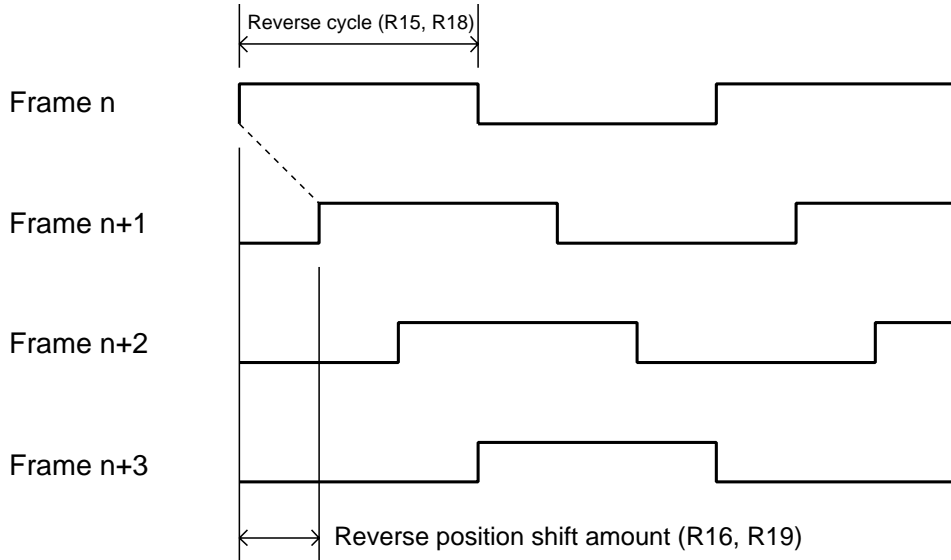 Reverse cycle (R15, R18)
Frame n
Frame n+1
Frame n+2
Frame n+3
Reverse position shift amount (R16, R19)